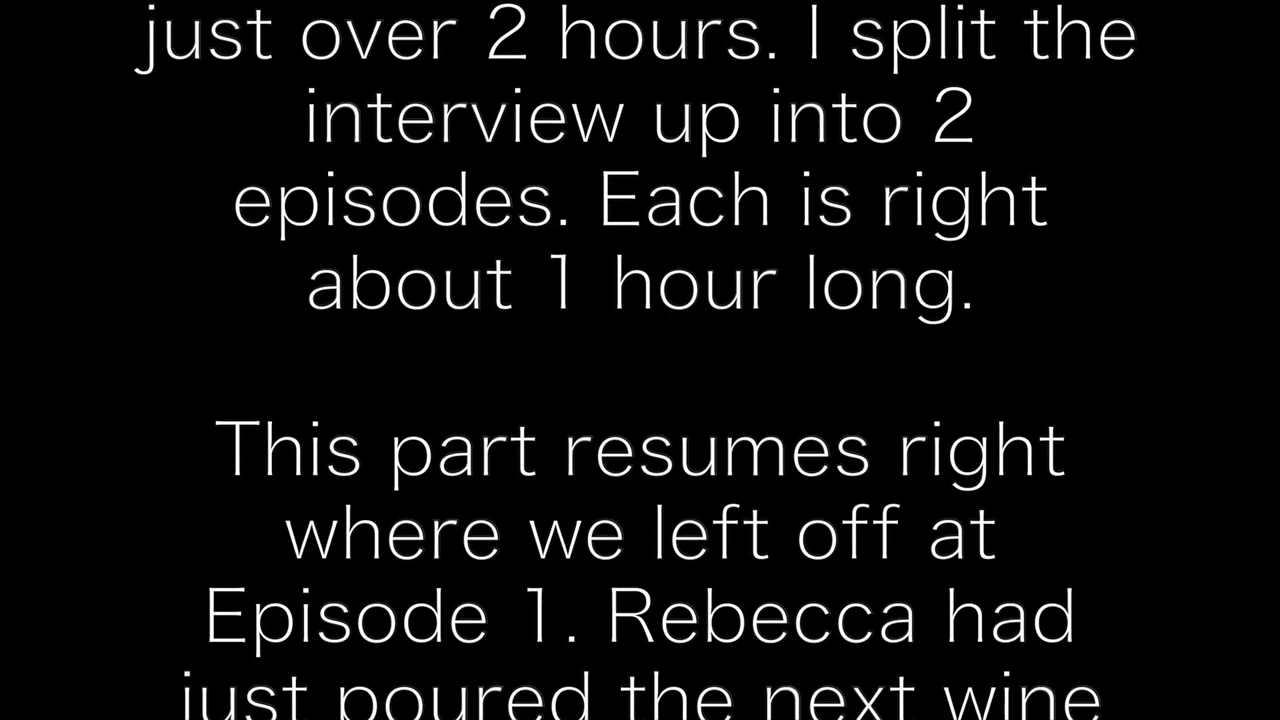 just over 2 hours. I split the
interview up into 2
episodes. Each is right
about 1 hour long.
This part resumes right
where we left off at
Episode 1. Rebecca had
just poured the next wine